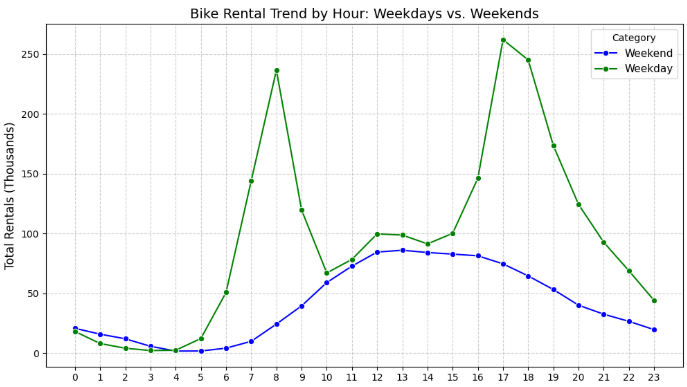 Bike Rental Trend by Hour: Weekdays vs. Weekends
Category
Weekend
Weekday
Total Rentals (Thousands)
250
200
150
100
50
0
0 1 2 3 4 5 6 7 8 9 10 11 12 13 14 15 16 17 18 19 20 21 22 23